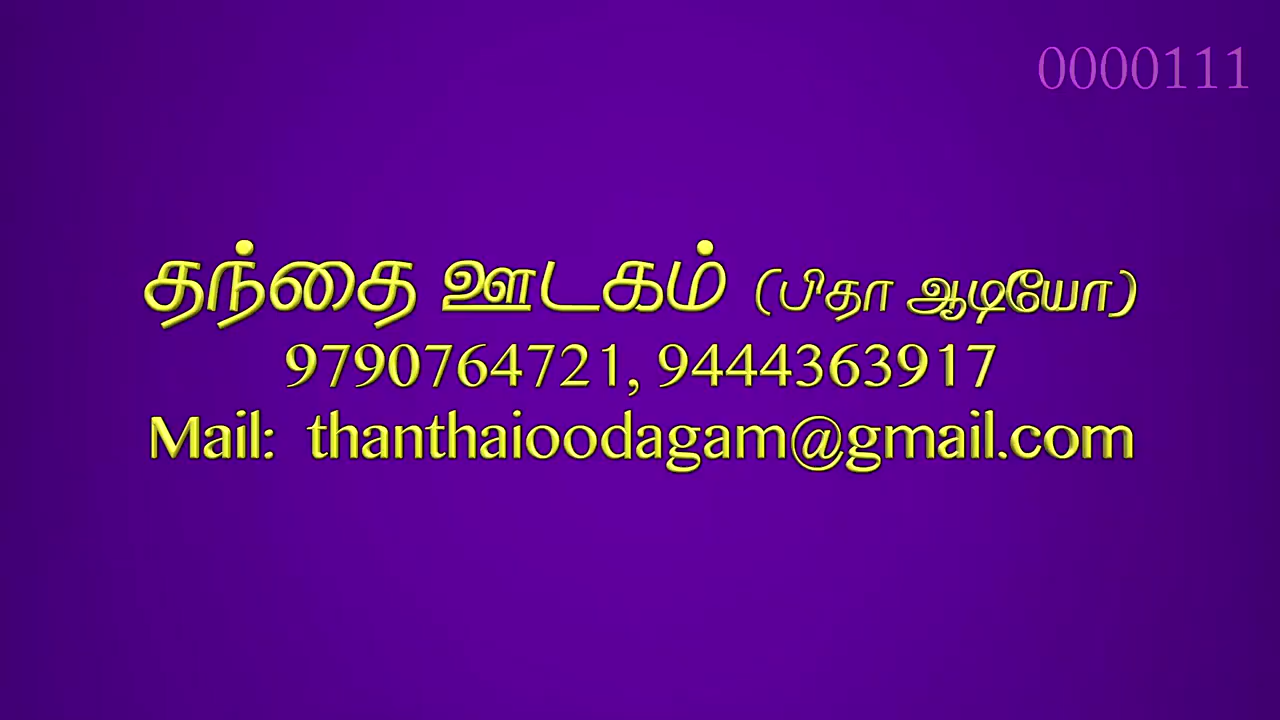 0000111
தந்தை ஊடகம் (பிதா ஆடியோ)
9790764721, 9444363917
Mail: thanthaioodagam@gmail.com